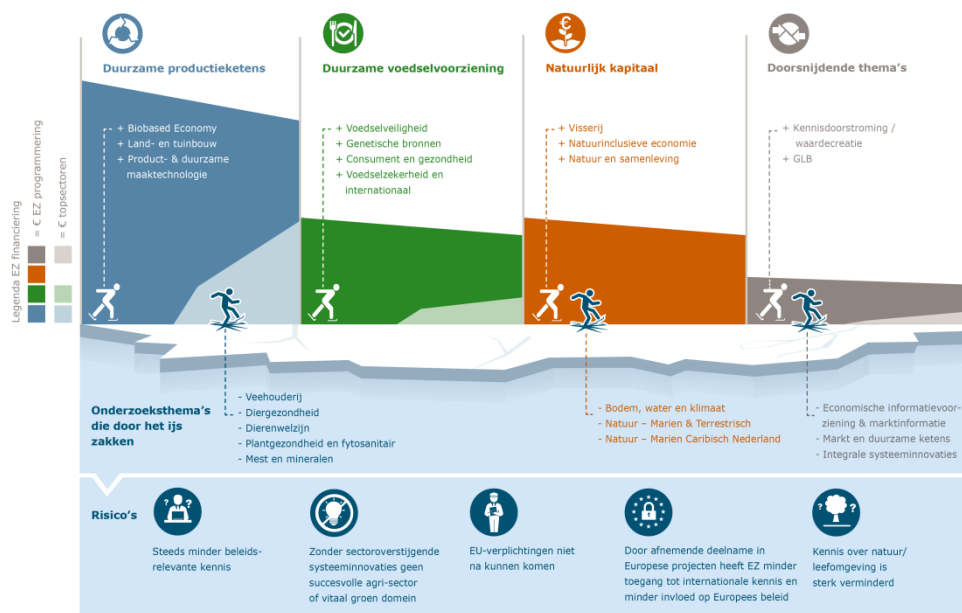 Duurzame productieketens
Duurzame voedselvoorziening
Natuurlijk kapitaal
Doorsnijdende thema's
+ Biobased Economy
+ Land- en tuinbouw
+ Product- & duurzame
maaktechnologie
+ Voedselveiligheid
+ Genetische bronnen
+ Consument en gezondheid
+ Voedselzekerheid en
internationaal
+ Visserij
+ Natuurinclusieve economie
+ Natuur en samenleving
+ Kennisdoorstroming /
waardecreatie
+ GLB
Legenda EZ financiering
= € EZ programmering
= € topsectoren
Onderzoeksthema's
die door het ijs
zakken
- Veehouderij
- Diergezondheid
- Dierenwelzijn
- Plantgezondheid en fytosanitair
- Mest en mineralen
- Bodem, water en klimaat
- Natuur – Marien & Terrestrisch
- Natuur – Marien Caribisch Nederland
- Economische informatievoor-
ziening & marktinformatie
- Markt en duurzame ketens
- Integrale systeeminnovaties
Risico's
Steeds minder beleids-
relevante kennis
Zonder sectoroverstijgende
systeeminnovaties geen
succesvolle agri-sector
of vitaal groen domein
EU-verplichtingen niet
na kunnen komen
Door afnemende deelname in
Europese projecten heeft EZ minder
toegang tot internationale kennis en
minder invloed op Europees beleid
Kennis over natuur/
leefomgeving is
sterk verminderd